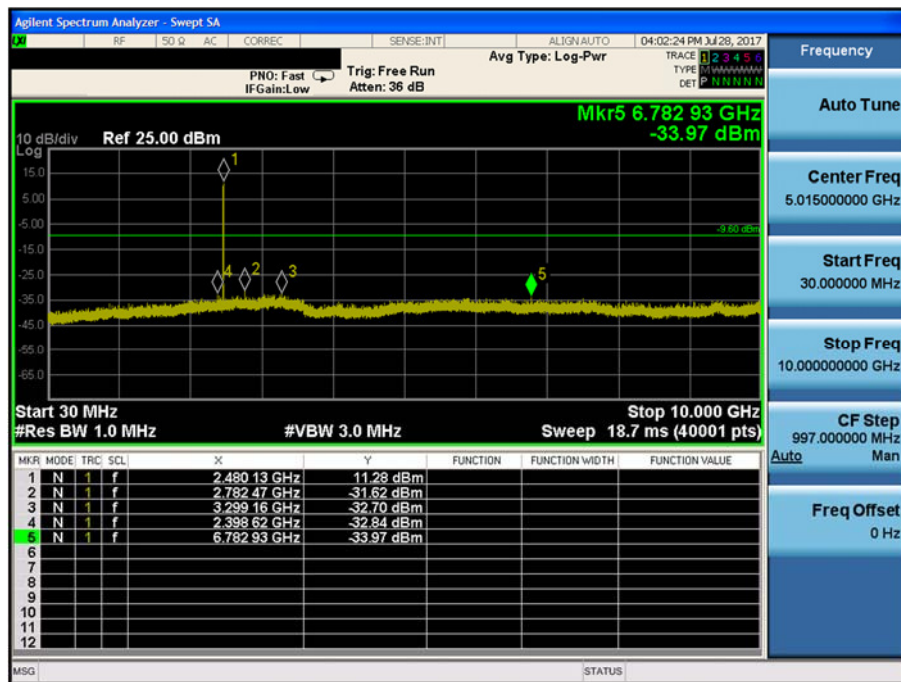 Agilent Spectrum Analyzer - Swept SA
LXI RF 50 Ω AC CORREC SENSE:INT ALIGN AUTO 04:02:24 PM Jul 28, 2017
Avg Type: Log-Pwr
TRACE 1 2 3 4 5 6
PNO: Fast Trig: Free Run
TYPE M WWWWW
IFGain:Low Atten: 36 dB
DET P N N N N N
Mkr5 6.782 93 GHz
-33.97 dBm
10 dB/div Ref 25.00 dBm
Log
15.0
5.00
-5.00
-15.0
-25.0
-35.0
-45.0
-55.0
-65.0
1
-9.60 dBm
4 2 3 5
Start 30 MHz Stop 10.000 GHz
#Res BW 1.0 MHz #VBW 3.0 MHz Sweep 18.7 ms (40001 pts)
MKR MODE TRC SCL X Y FUNCTION FUNCTION WIDTH FUNCTION VALUE
1 N 1 f 2.480 13 GHz 11.28 dBm
2 N 1 f 2.782 47 GHz -31.62 dBm
3 N 1 f 3.299 16 GHz -32.70 dBm
4 N 1 f 2.398 62 GHz -32.84 dBm
5 N 1 f 6.782 93 GHz -33.97 dBm
6
7
8
9
10
11
12
MSG STATUS
Frequency
Auto Tune
Center Freq
5.015000000 GHz
Start Freq
30.000000 MHz
Stop Freq
10.000000000 GHz
CF Step
997.000000 MHz
Auto Man
Freq Offset
0 Hz